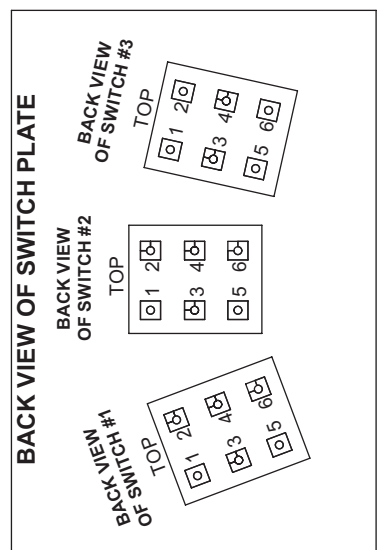 BACK VIEW OF SWITCH PLATE
BACK VIEW
OF SWITCH #1
TOP
1 2
3 4
5 6
BACK VIEW
OF SWITCH #2
TOP
1 2
3 4
5 6
BACK VIEW
OF SWITCH #3
TOP
1 2
3 4
5 6